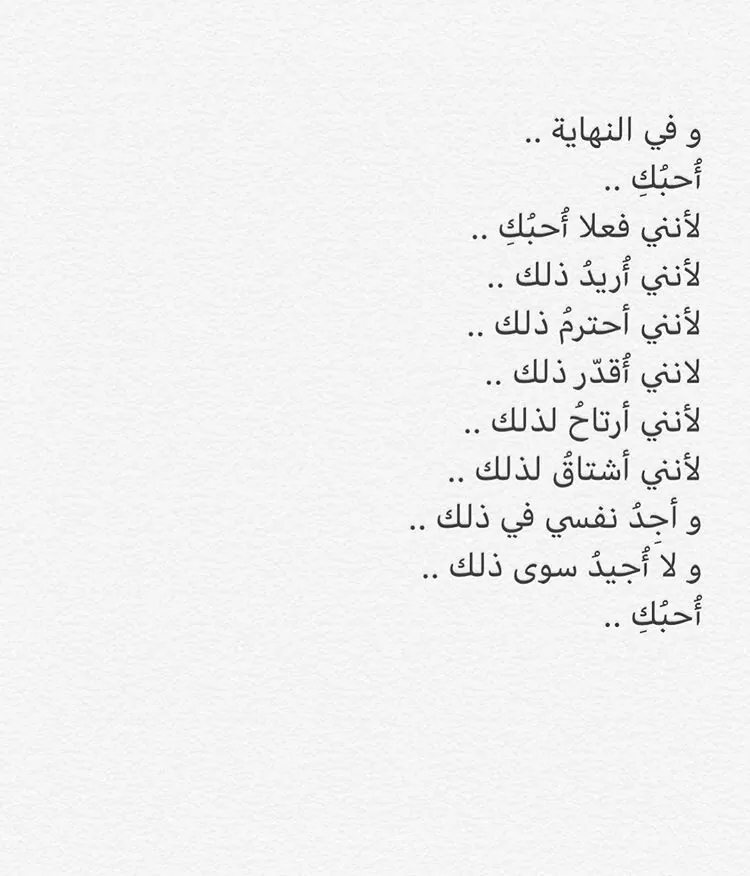 و في النهاية ..
أُحبُكِ ..
لأنني فعلا أُحبُكِ ..
لأنني أُريدُ ذلك ..
لأنني أحترمُ ذلك ..
لانني أُقدّر ذلك ..
لأنني أرتاحُ لذلك ..
لأنني أشتاقُ لذلك ..
و أجِدُ نفسي في ذلك ..
و لا أُجيدُ سوى ذلك ..
أُحبُكِ ..